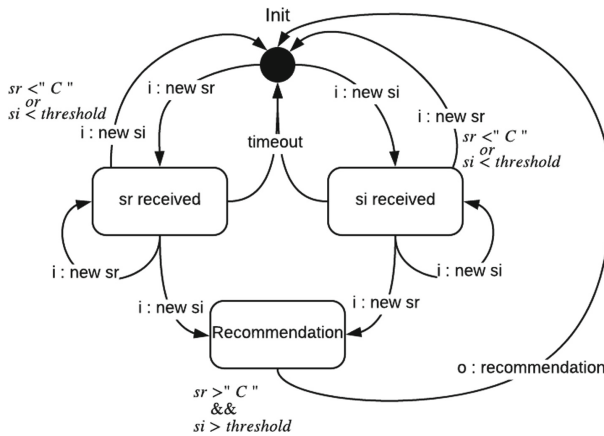 Init
sr <" C "
or
si < threshold
i : new sr
i : new si
i : new si
i : new sr
sr <" C "
or
si < threshold
timeout
sr received
si received
i : new sr
i : new si
i : new si
i : new sr
Recommendation
o : recommendation
sr >" C "
&&
si > threshold